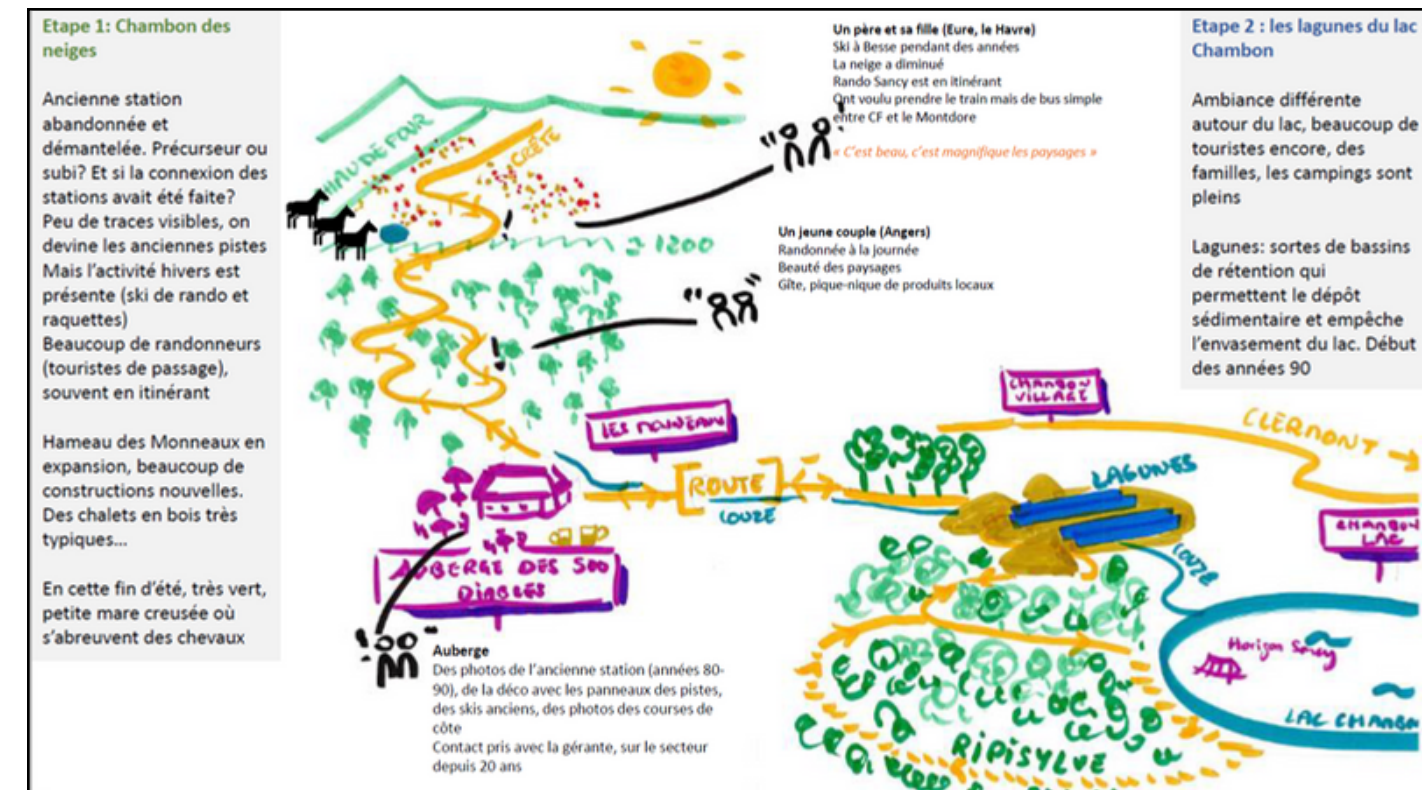 Etape 1: Chambon des
neiges
Ancienne station
abandonnée et
démantelée. Précurseur ou
subi? Et si la connexion des
stations avait été faite?
Peu de traces visibles, on
devine les anciennes pistes
Mais l'activité hivers est
présente (ski de rando et
raquettes)
Beaucoup de randonneurs
(touristes de passage),
souvent en itinérant
Hameau des Monneaux en
expansion, beaucoup de
constructions nouvelles.
Des chalets en bois très
typiques...
En cette fin d'été, très vert,
petite mare creusée où
s'abreuvent des chevaux
CRÊTE
± 1200
Un père et sa fille (Eure, le Havre)
Ski à Besse pendant des années
La neige a diminué
Rando Sancy est en itinérant
Ont voulu prendre le train mais de bus simple
entre CF et le Montdore
« C'est beau, c'est magnifique les paysages »
Un jeune couple (Angers)
Randonnée à la journée
Beauté des paysages
Gîte, pique-nique de produits locaux
Etape 2 : les lagunes du lac
Chambon
Ambiance différente
autour du lac, beaucoup de
touristes encore, des
familles, les campings sont
pleins
Lagunes: sortes de bassins
de rétention qui
permettent le dépôt
sédimentaire et empêche
l'envasement du lac. Début
des années 90
CHAMBON
VILLAGE
CLERMONT
LES MONNEAUX
ROUTE
COUZE
LAGUNES
CHAMBON
LAC
COUZE
AUBERGE DES 500
DIABLES
Horizon Sancy
LAC CHAMB
RIPISYLVE
Auberge
Des photos de l'ancienne station (années 80-
90), de la déco avec les panneaux des pistes,
des skis anciens, des photos des courses de
côte
Contact pris avec la gérante, sur le secteur
depuis 20 ans